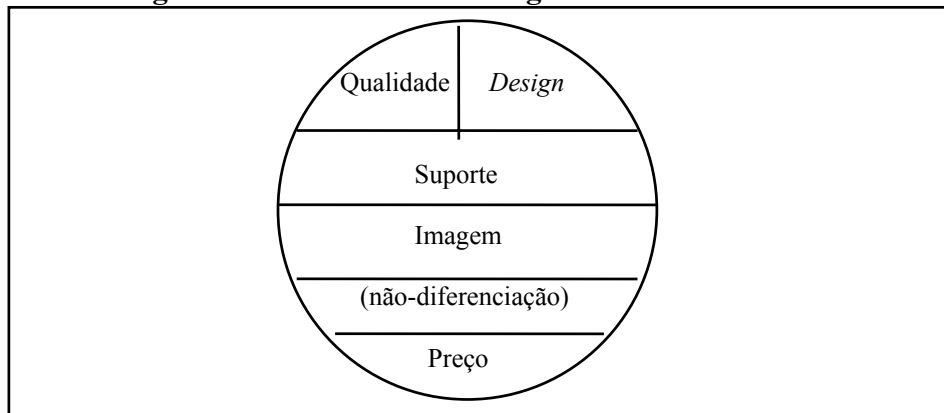 Qualidade Design
Suporte
Imagem
(não-diferenciação)
Preço